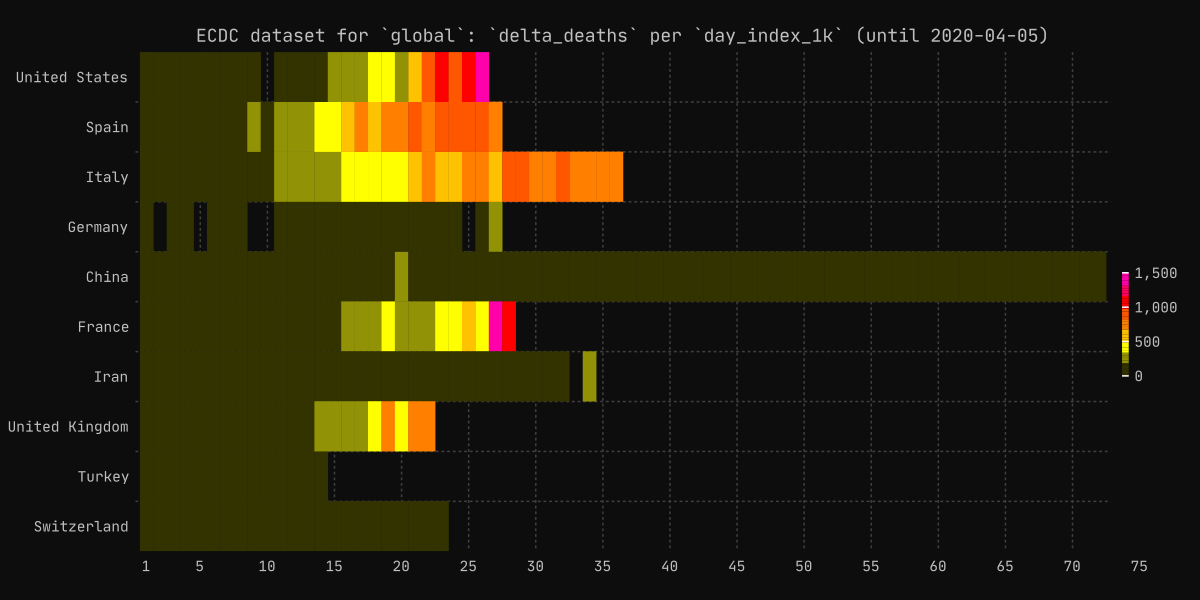 ECDC dataset for `global`: `delta_deaths` per `day_index_1k` (until 2020-04-05)
United States
Spain
Italy
Germany
China
France
Iran
United Kingdom
Turkey
Switzerland
1,500
1,000
500
0
1 5 10 15 20 25 30 35 40 45 50 55 60 65 70 75